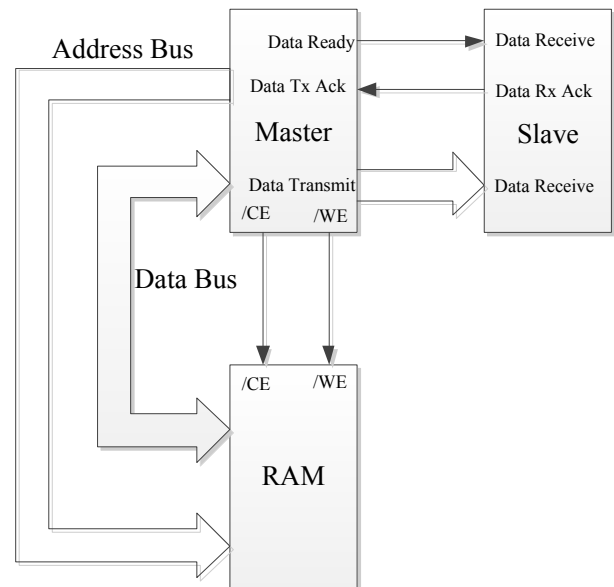 Address Bus
Data Ready
Data Receive
Data Tx Ack
Data Rx Ack
Master
Slave
Data Transmit
Data Receive
/CE
/WE
Data Bus
/CE
/WE
RAM